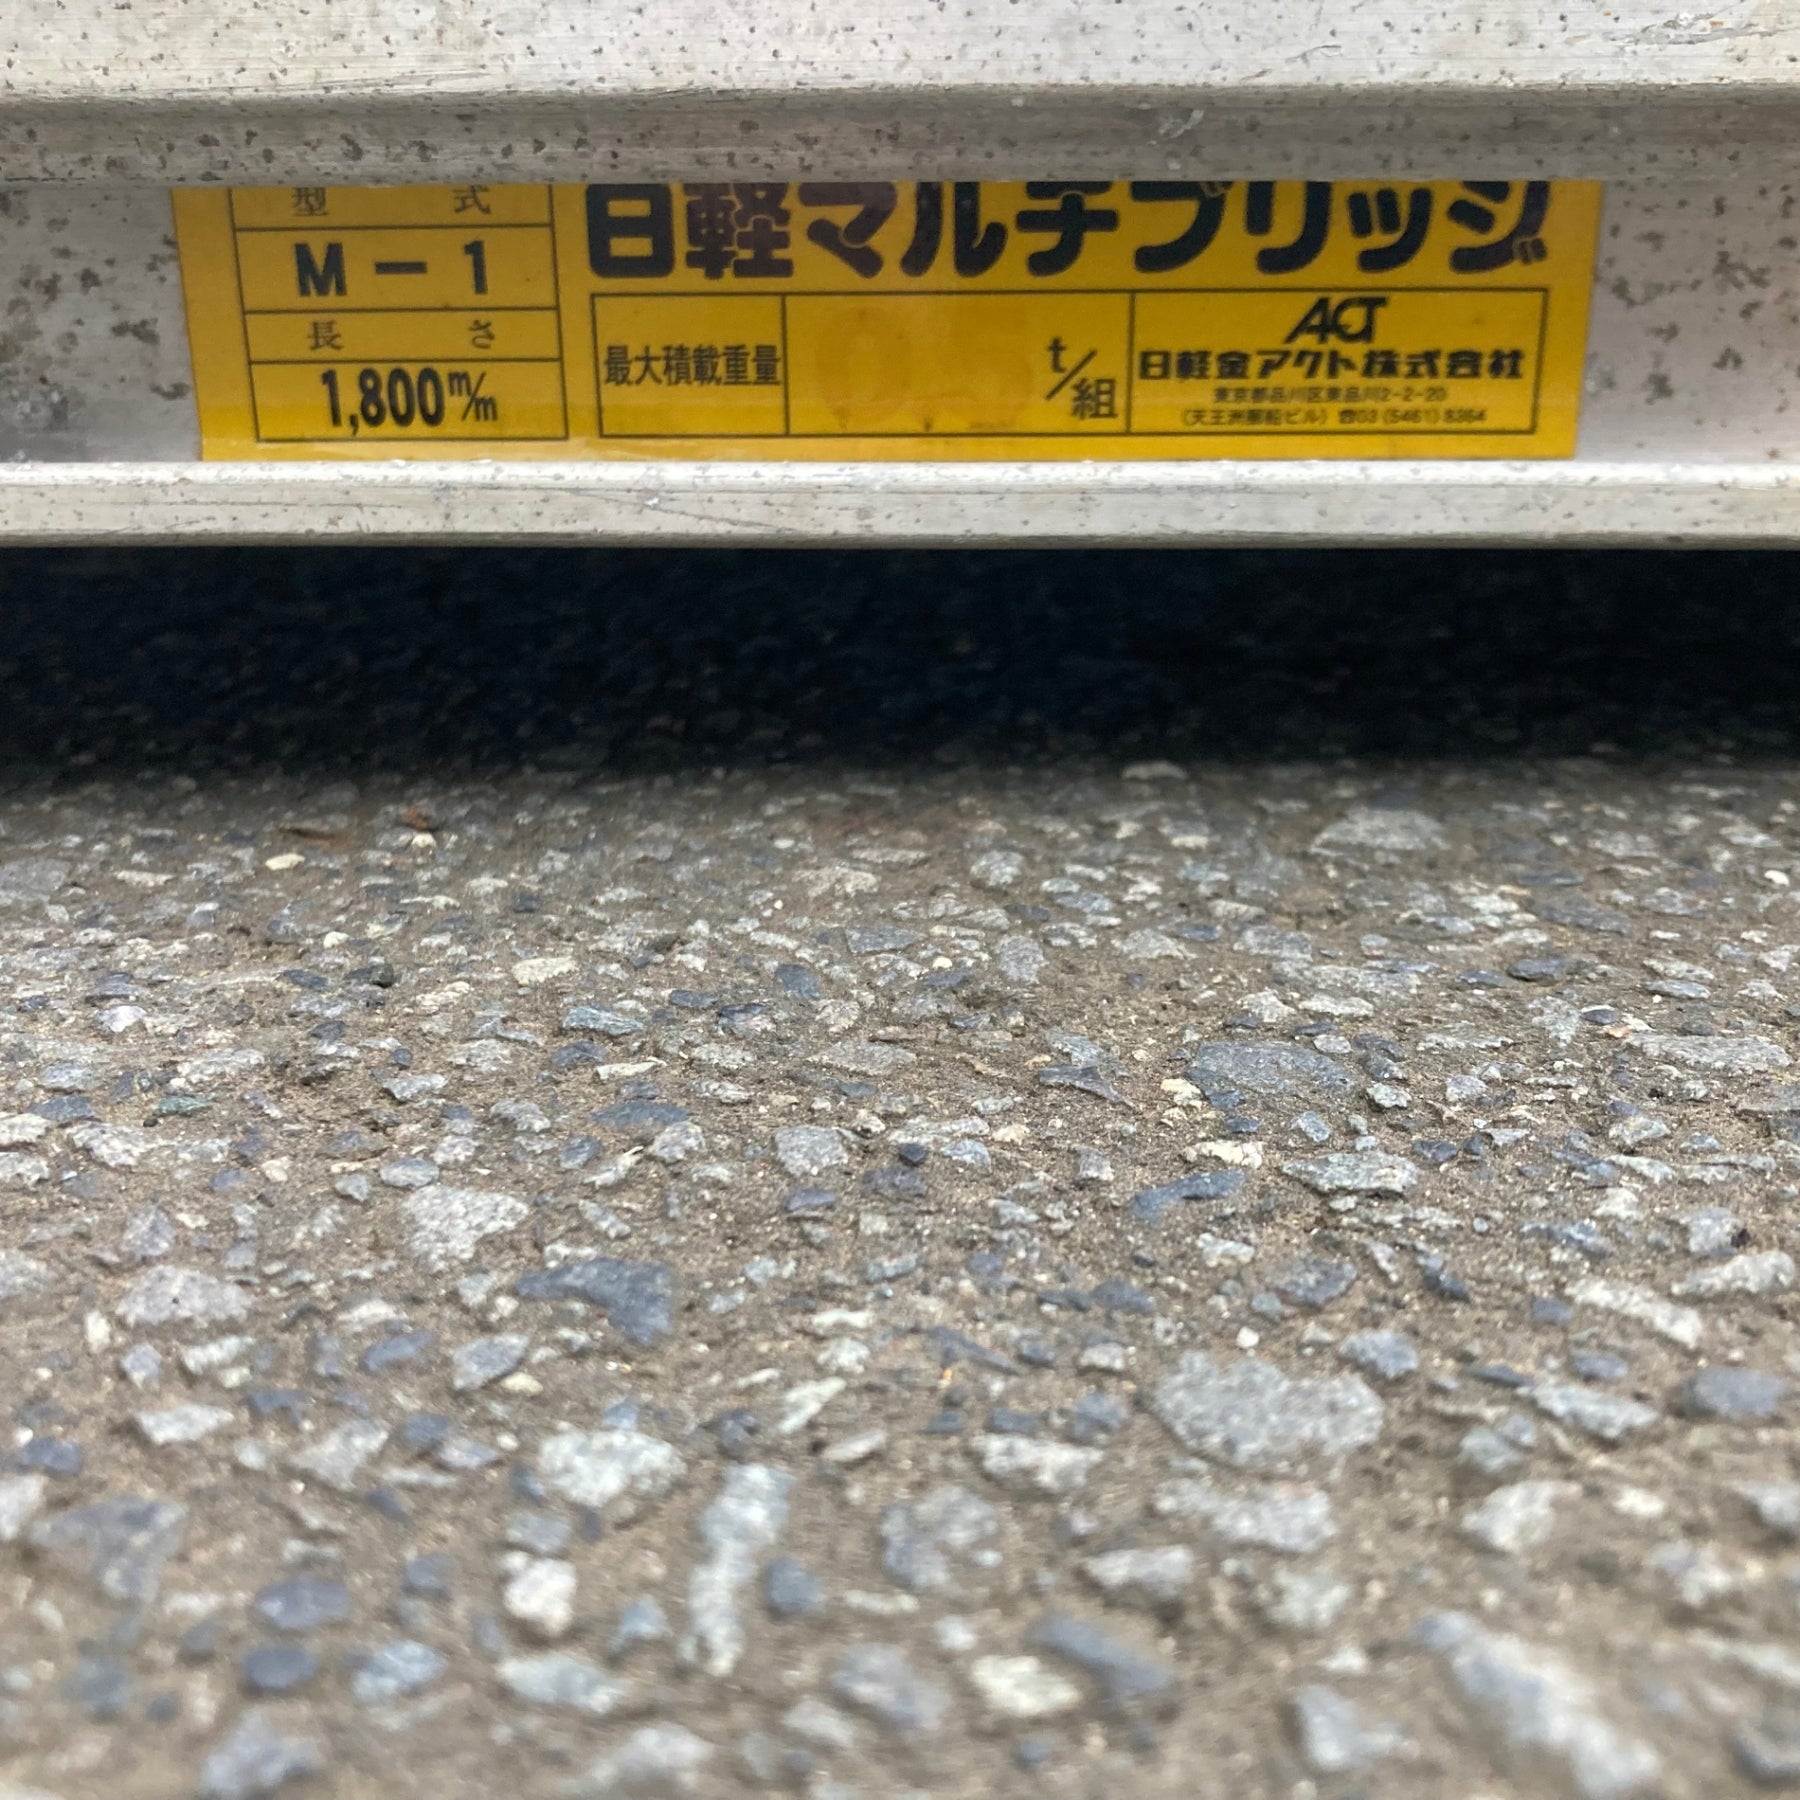 型式
M-1
長さ
1,800m/m
日軽マルチブリッジ
最大積載重量
t/組
ACT
日軽金アクト株式会社
東京都品川区東品川2-2-20
(天王洲郵船ビル) ☎03(5461)8364